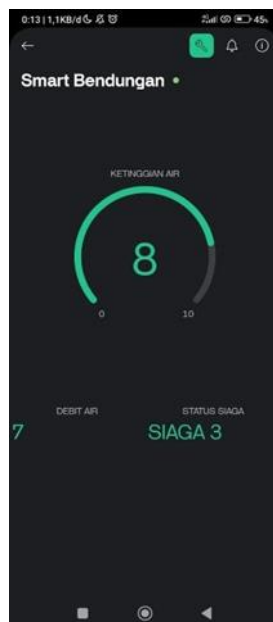 0:13 | 1,1KB/d
45
Smart Bendungan
KETINGGIAN AIR
8
0 10
DEBIT AIR STATUS SIAGA
7 SIAGA 3